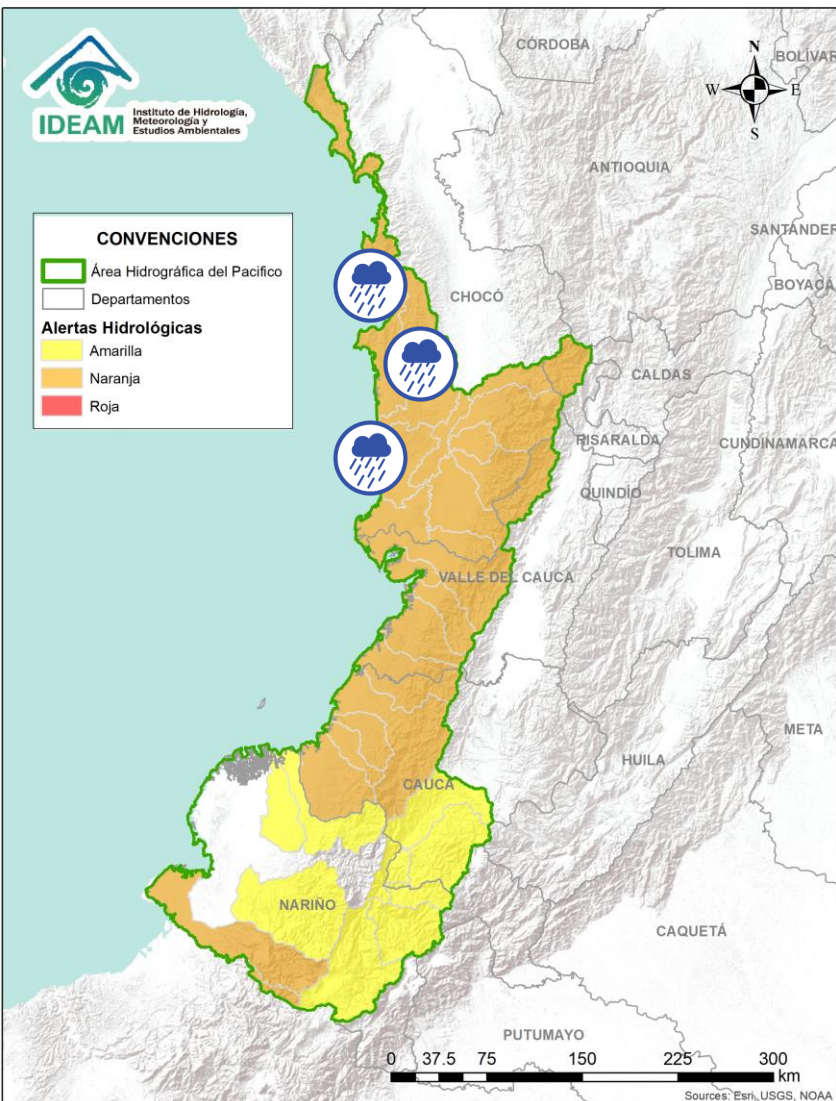 IDEAM
Instituto de Hidrología,
Meteorología y
Estudios Ambientales
CONVENCIONES
Área Hidrográfica del Pacifico
Departamentos
Alertas Hidrológicas
Amarilla
Naranja
Roja
N
W
E
S
CÓRDOBA
BOLÍVAR
ANTIOQUIA
SANTANDER
BOYACÁ
CHOCÓ
CALDAS
RISARALDA
CUNDINAMARCA
QUINDÍO
TOLIMA
VALLE DEL CAUCA
META
HUILA
CAUCA
NARIÑO
CAQUETÁ
PUTUMAYO
0 37.5 75 150 225 300
km
Sources: Esri, USGS, NOAA